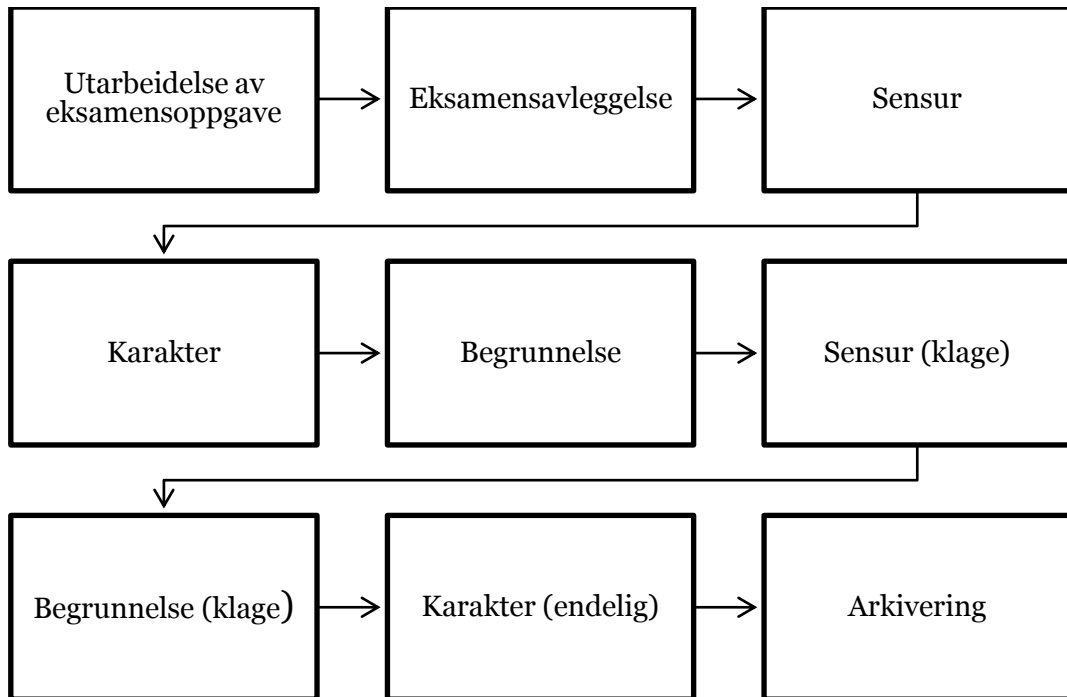 Utarbeidelse av
eksamensoppgave
Eksamensavleggelse
Sensur
Karakter
Begrunnelse
Sensur (klage)
Begrunnelse (klage)
Karakter (endelig)
Arkivering